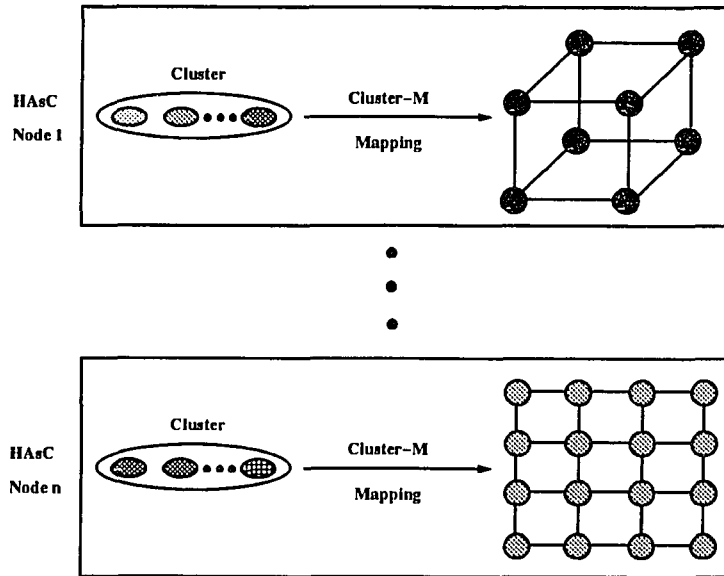 Cluster
HAsC
Node 1
Cluster-M
Mapping
Cluster
HAsC
Node n
Cluster-M
Mapping